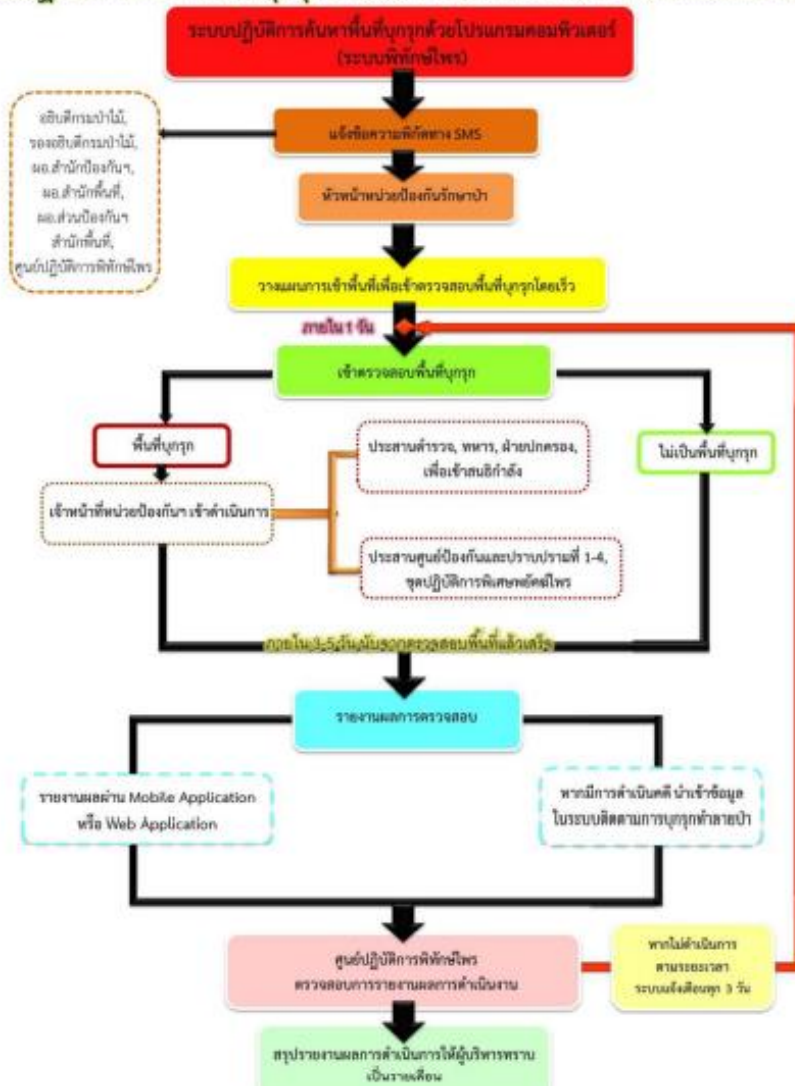 ระบบปฏิบัติการค้นหาพื้นที่บุกรุกด้วยโปรแกรมคอมพิวเตอร์
(ระบบพิทักษ์ไพร)
อธิบดีกรมป่าไม้,
รองอธิบดีกรมป่าไม้,
ผอ.สำนักป้องกันฯ,
ผอ.สำนักพื้นที่,
ผอ.ส่วนป้องกันฯ
สำนักพื้นที่,
ศูนย์ปฏิบัติการพิทักษ์ไพร
แจ้งข้อความพิกัดทาง SMS
หัวหน้าหน่วยป้องกันรักษาป่า
วางแผนการเข้าพื้นที่เพื่อเข้าตรวจสอบพื้นที่บุกรุกโดยเร็ว
ภายใน 1 วัน
เข้าตรวจสอบพื้นที่บุกรุก
พื้นที่บุกรุก
ไม่เป็นพื้นที่บุกรุก
เจ้าหน้าที่หน่วยป้องกันฯ เข้าดำเนินการ
ประสานตำรวจ, ทหาร, ฝ่ายปกครอง,
เพื่อเข้าสนธิกำลัง
ประสานศูนย์ป้องกันและปราบปรามที่ 1-4,
ชุดปฏิบัติการพิเศษพยัคฆ์ไพร
ภายใน 3-5 วัน นับจากตรวจสอบพื้นที่แล้วเสร็จ
รายงานผลการตรวจสอบ
รายงานผลผ่าน Mobile Application
หรือ Web Application
หากมีการดำเนินคดี นำเข้าข้อมูล
ในระบบติดตามการบุกรุกทำลายป่า
ศูนย์ปฏิบัติการพิทักษ์ไพร
ตรวจสอบการรายงานผลการดำเนินงาน
หากไม่ดำเนินการ
ตามระยะเวลา
ระบบแจ้งเตือนทุก 3 วัน
สรุปรายงานผลการดำเนินการให้ผู้บริหารทราบ
เป็นรายเดือน